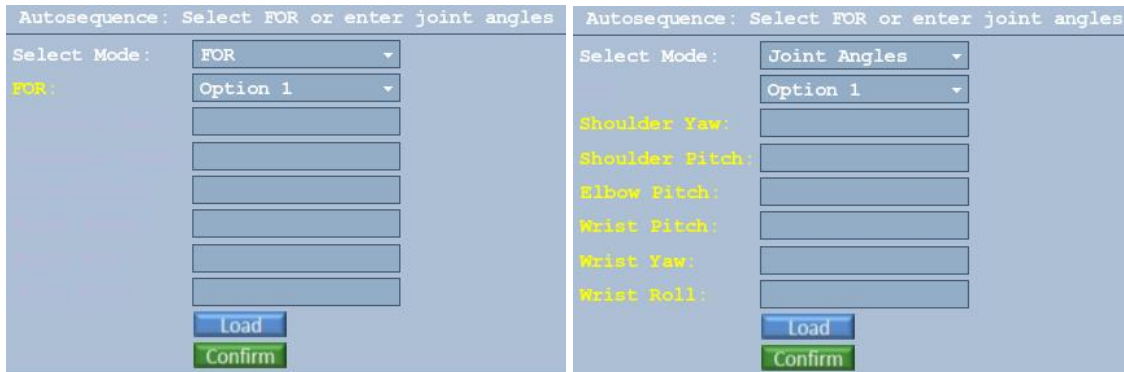 Autosequence: Select FOR or enter joint angles
Select Mode: FOR
FOR: Option 1
Load
Confirm
Autosequence: Select FOR or enter joint angles
Select Mode: Joint Angles
Option 1
Shoulder Yaw:
Shoulder Pitch:
Elbow Pitch:
Wrist Pitch:
Wrist Yaw:
Wrist Roll:
Load
Confirm